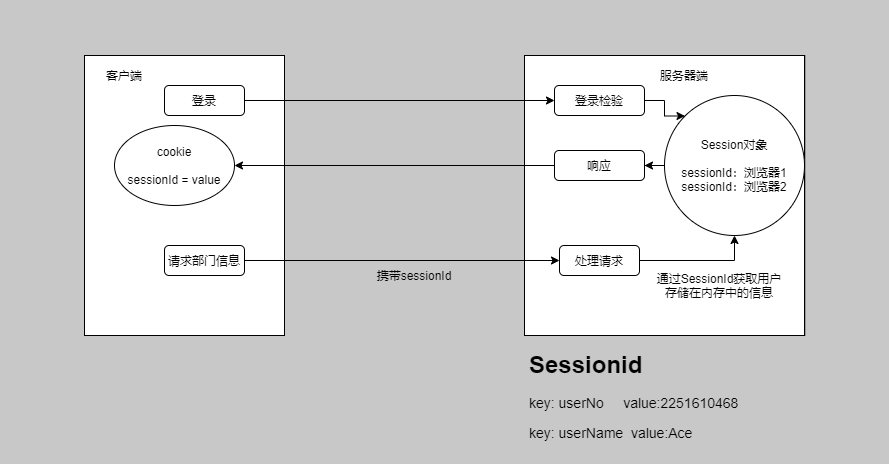 客户端
服务器端
登录
登录检验
cookie
sessionId = value
响应
Session对象
sessionId：浏览器1
sessionId：浏览器2
请求部门信息
携带sessionId
处理请求
通过SessionId获取用户
存储在内存中的信息
Sessionid
key: userNo value:2251610468
key: userName value:Ace